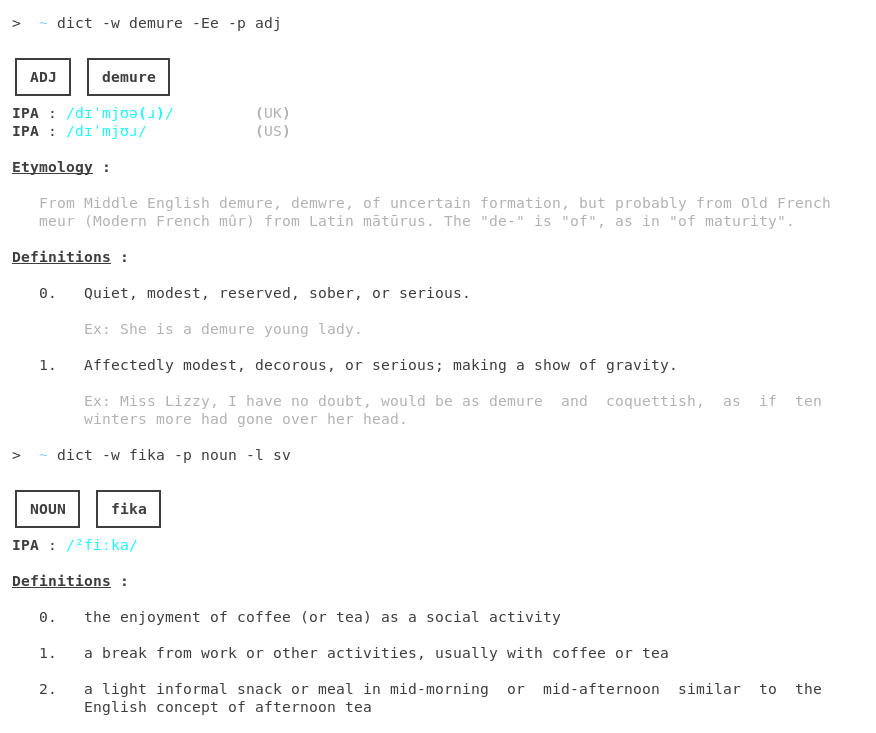 >  ~ dict -w demure -Ee -p adj
ADJ demure
IPA : /dɪˈmjʊə(ɹ)/ (UK)
IPA : /dɪˈmjʊɹ/ (US)
Etymology :
From Middle English demure, demwre, of uncertain formation, but probably from Old French
meur (Modern French mûr) from Latin mātūrus. The "de-" is "of", as in "of maturity".
Definitions :
0. Quiet, modest, reserved, sober, or serious.
Ex: She is a demure young lady.
1. Affectedly modest, decorous, or serious; making a show of gravity.
Ex: Miss Lizzy, I have no doubt, would be as demure and coquettish, as if ten
winters more had gone over her head.
>  ~ dict -w fika -p noun -l sv
NOUN fika
IPA : /²fiːka/
Definitions :
0. the enjoyment of coffee (or tea) as a social activity
1. a break from work or other activities, usually with coffee or tea
2. a light informal snack or meal in mid-morning or mid-afternoon similar to the
English concept of afternoon tea